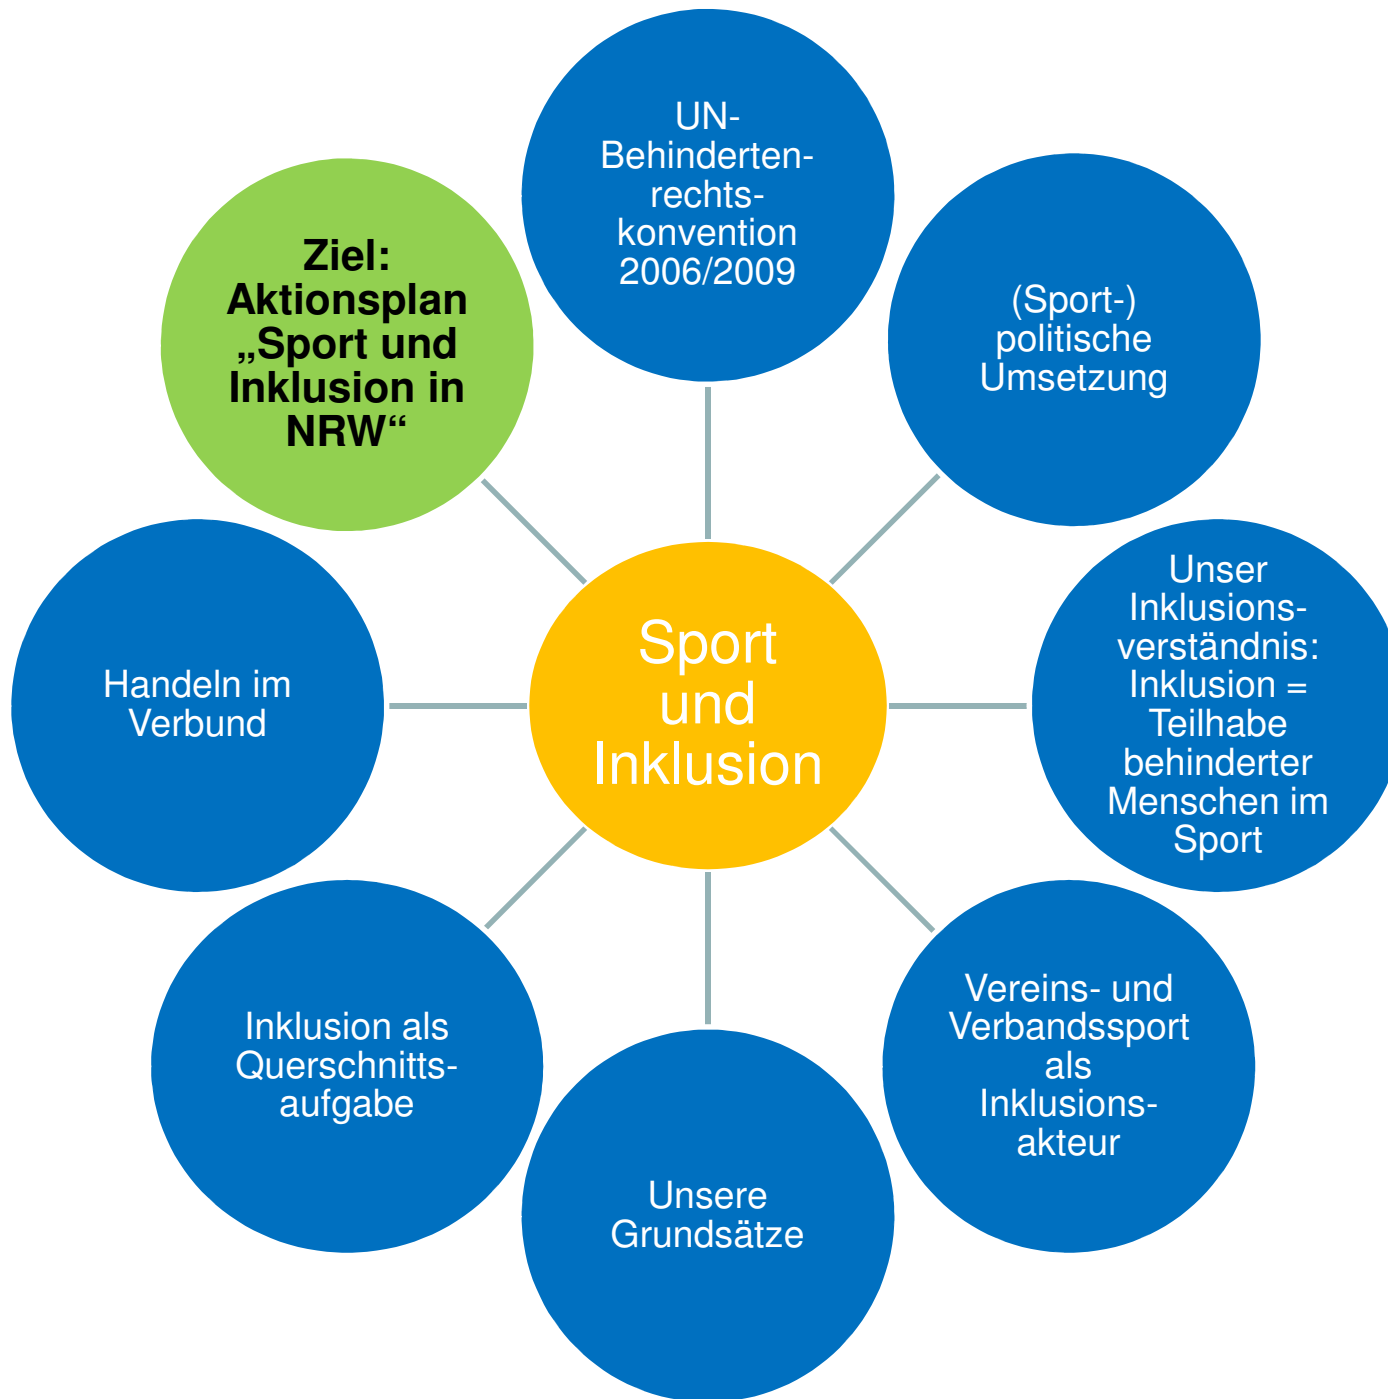 UN-
Behinderten-
rechts-
konvention
2006/2009
(Sport-)
politische
Umsetzung
Unser
Inklusions-
verständnis:
Inklusion =
Teilhabe
behinderter
Menschen im
Sport
Vereins- und
Verbandssport
als
Inklusions-
akteur
Unsere
Grundsätze
Inklusion als
Querschnitts-
aufgabe
Handeln im
Verbund
Ziel:
Aktionsplan
„Sport und
Inklusion in
NRW“
Sport
und
Inklusion